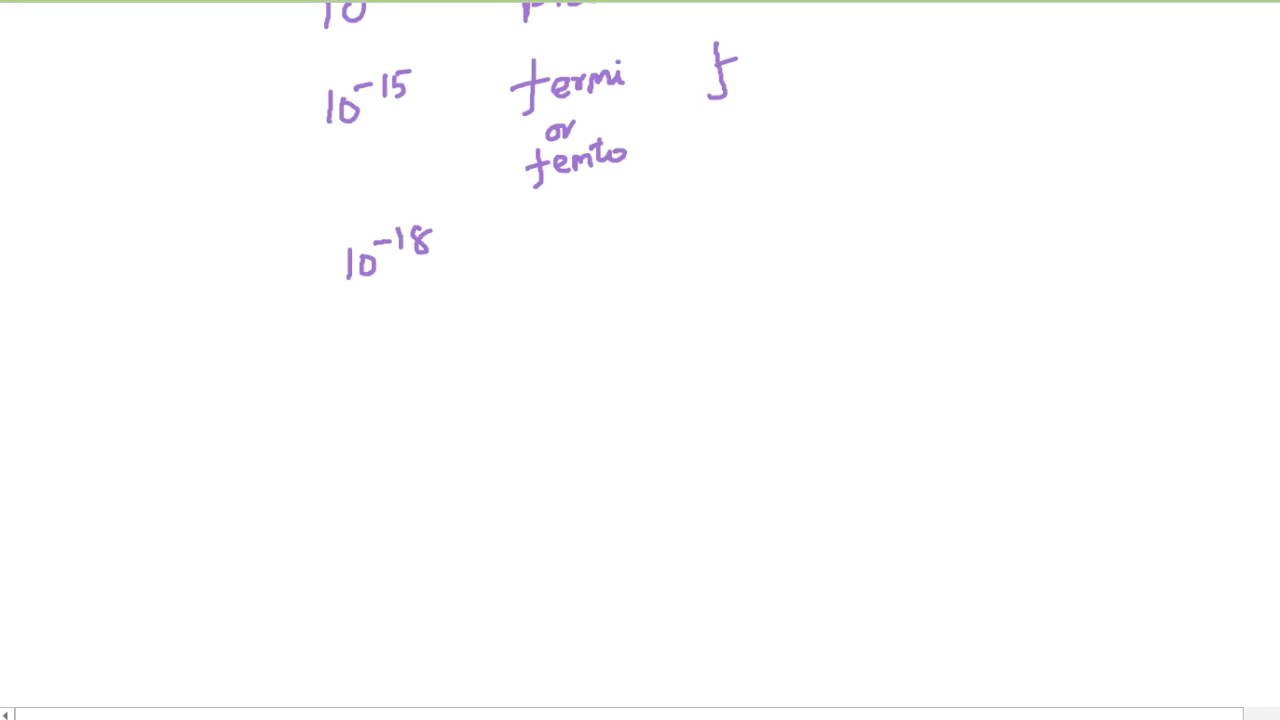 10⁻¹⁵ fermi f
or
femto
10⁻¹⁸